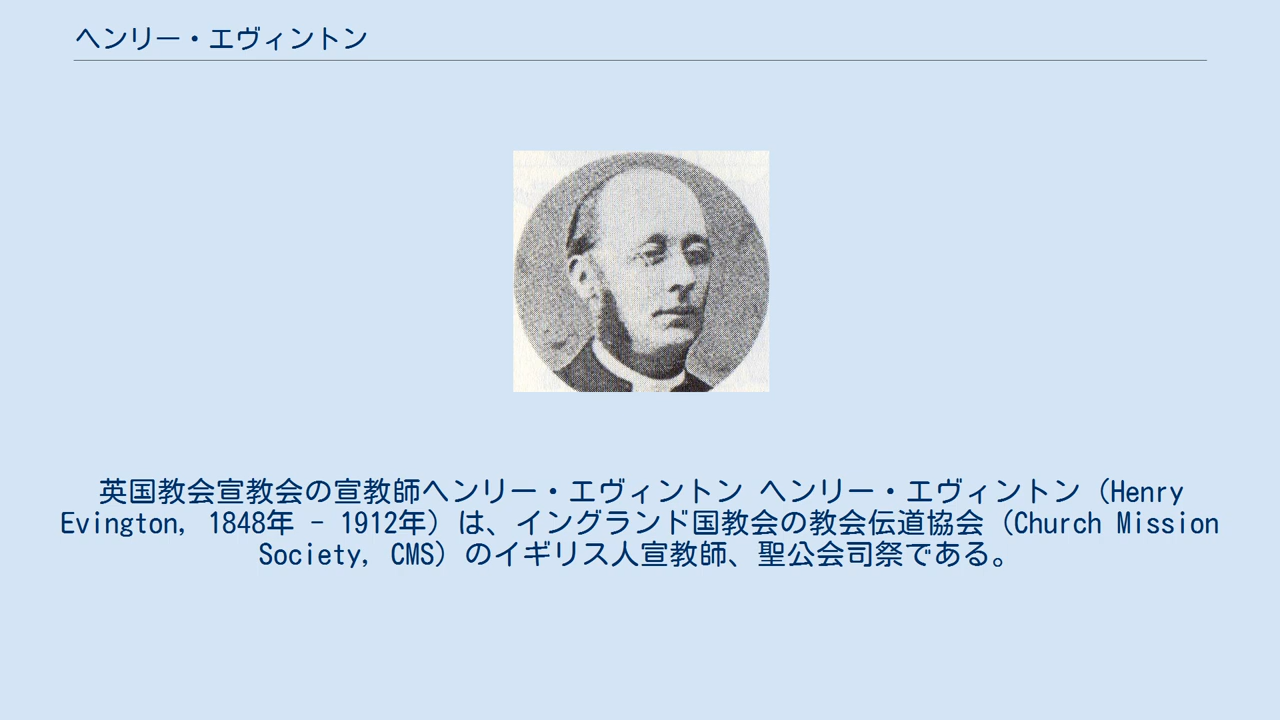 ヘンリー・エヴィントン
英国教会宣教会の宣教師ヘンリー・エヴィントン ヘンリー・エヴィントン（Henry
Evington, 1848年 - 1912年）は、イングランド国教会の教会伝道協会（Church Mission
Society, CMS）のイギリス人宣教師、聖公会司祭である。